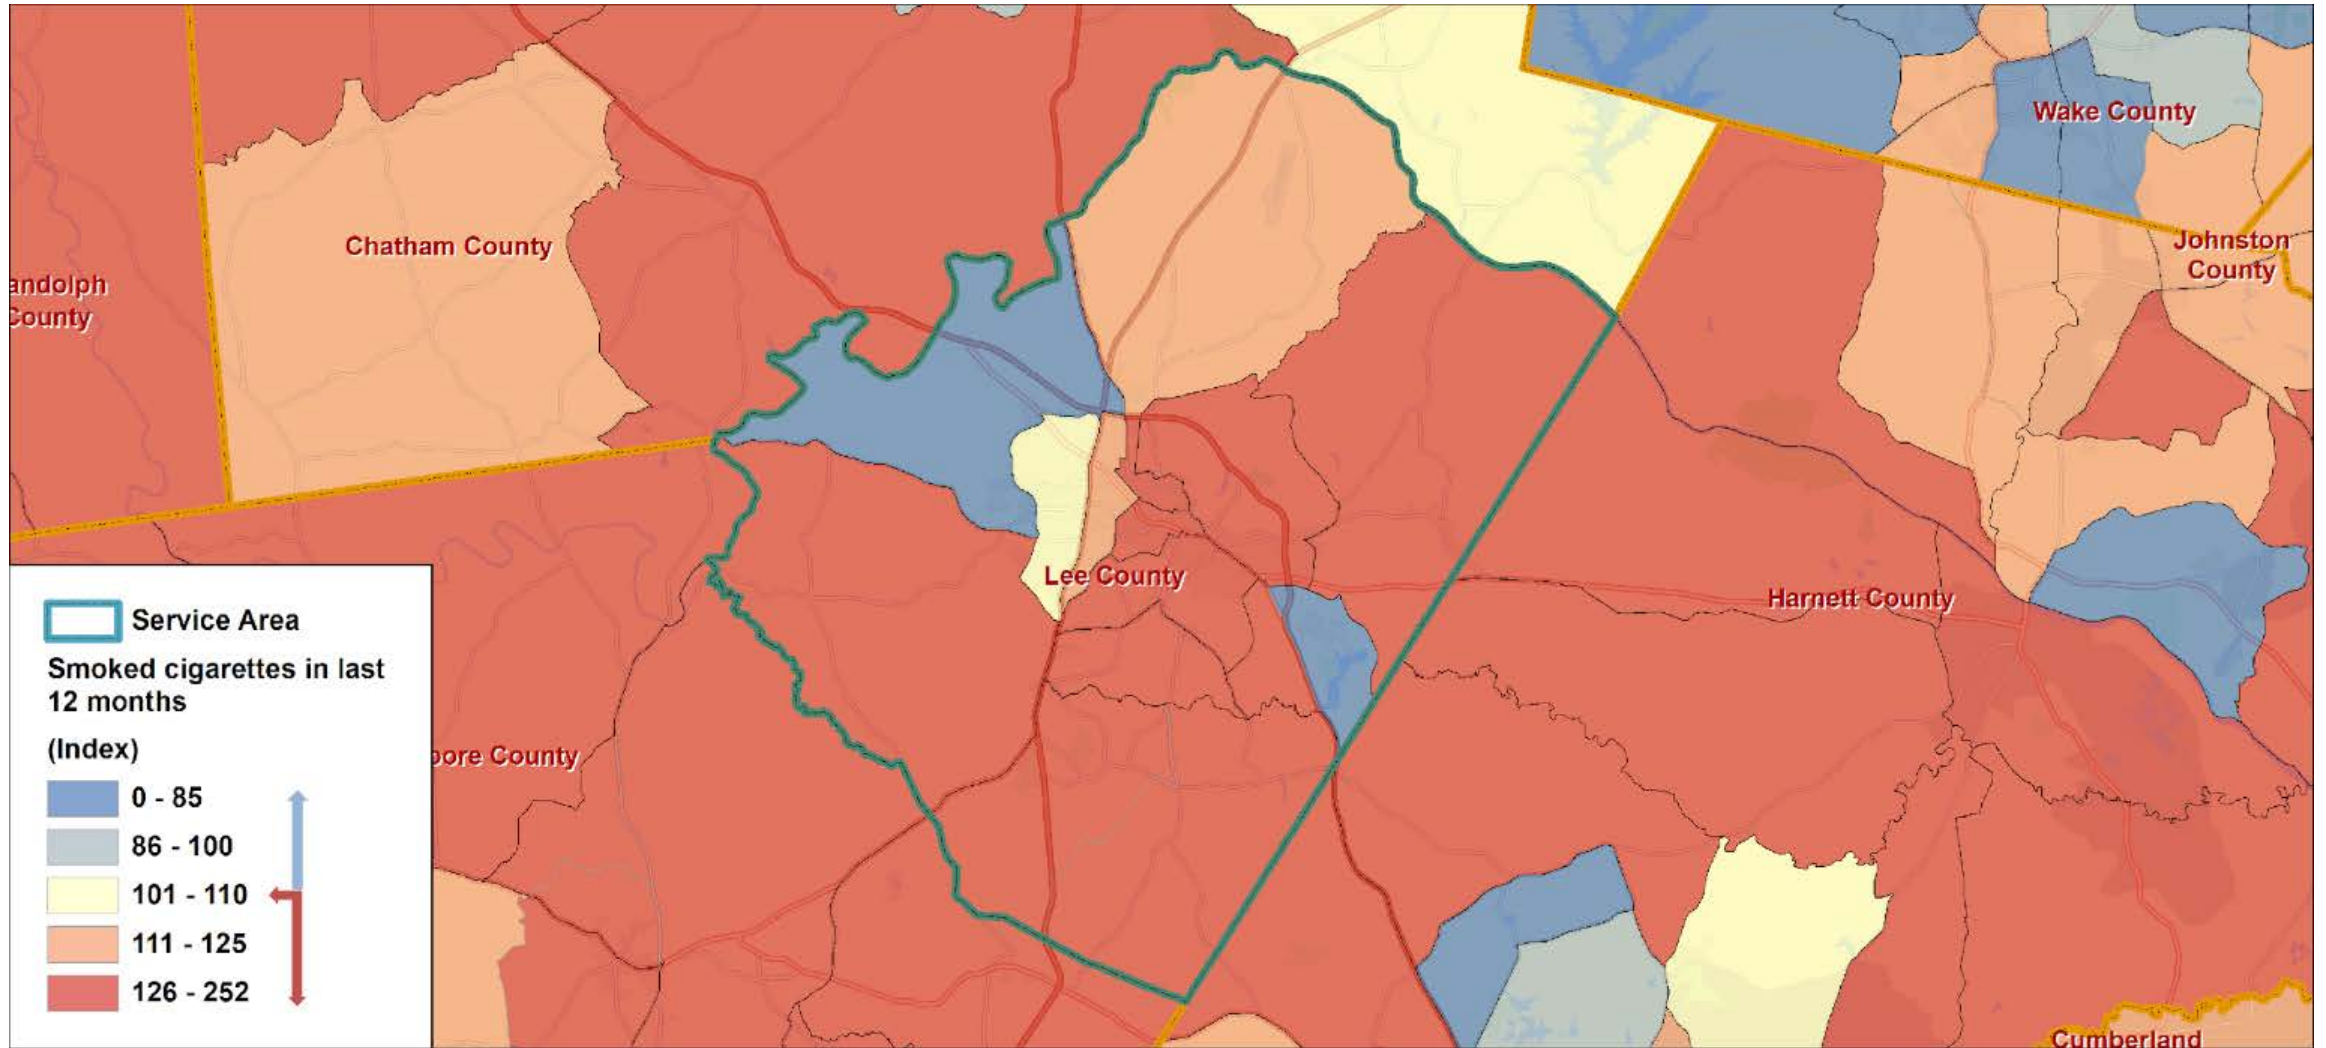 Wake County
Chatham County
Johnston
County
andolph
County
Lee County
Harnett County
Service Area
Smoked cigarettes in last
12 months
(Index)
oore County
0 - 85
86 - 100
101 - 110
111 - 125
126 - 252
Cumberland